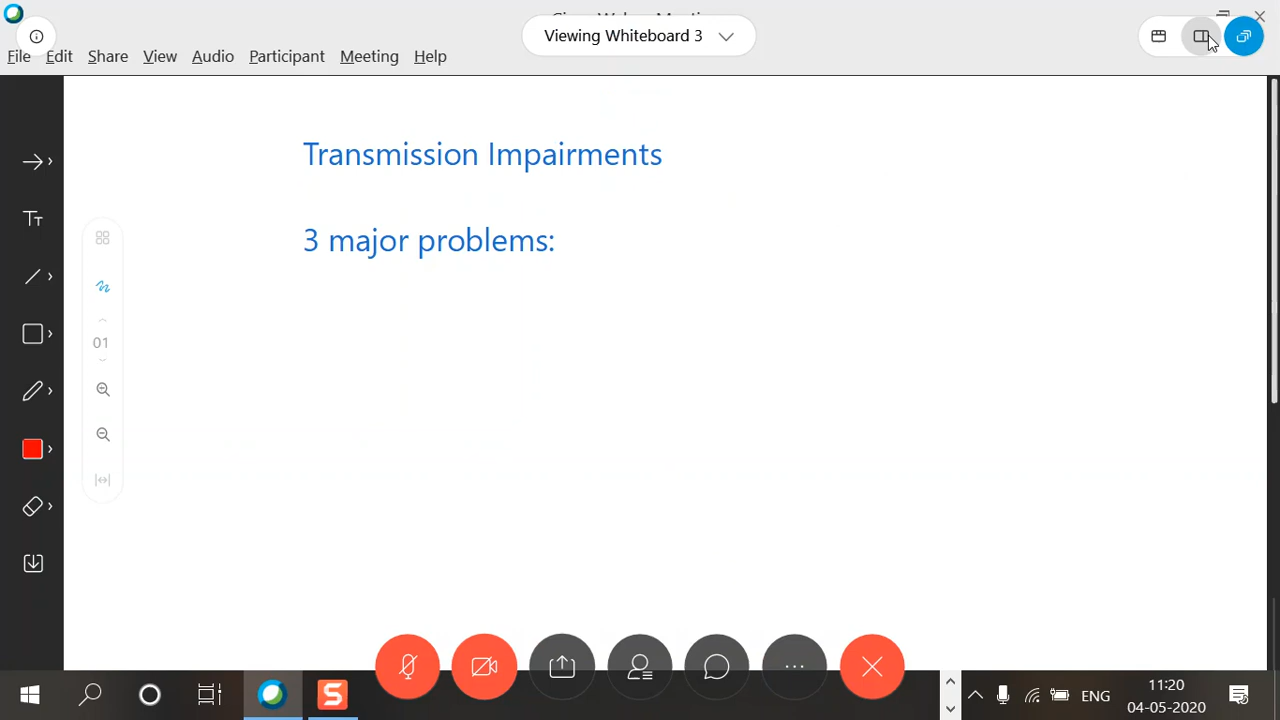 Viewing Whiteboard 3
File Edit Share View Audio Participant Meeting Help
Transmission Impairments
3 major problems:
01
ENG
11:20
04-05-2020